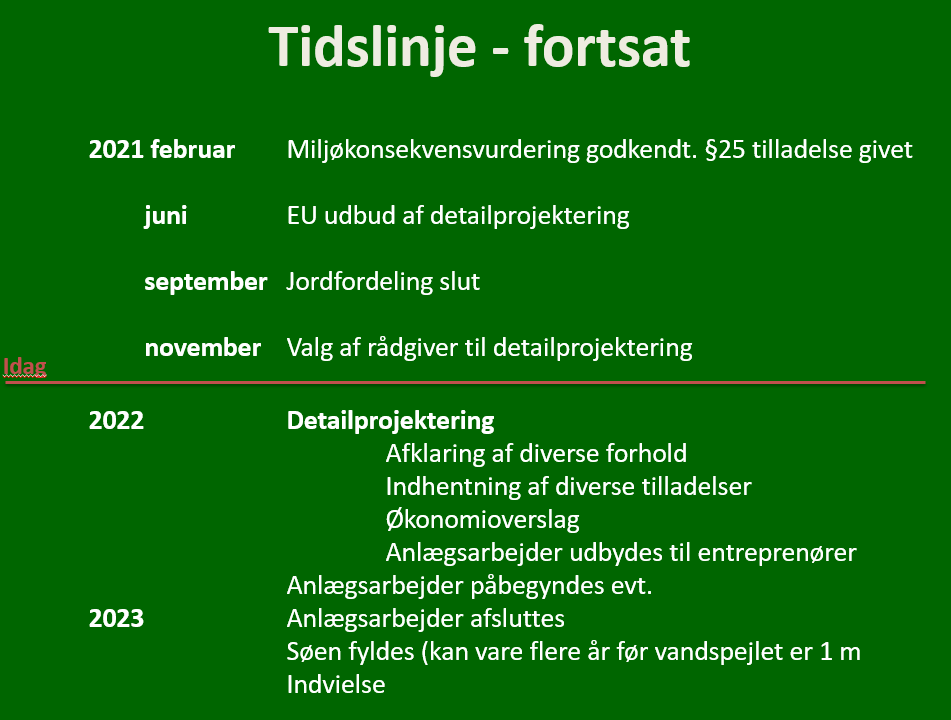 Tidslinje - fortsat
2021 februar Miljøkonsekvensvurdering godkendt. §25 tilladelse givet
juni EU udbud af detailprojektering
september Jordfordeling slut
november Valg af rådgiver til detailprojektering
Idag
2022 Detailprojektering
Afklaring af diverse forhold
Indhentning af diverse tilladelser
Økonomioverslag
Anlægsarbejder udbydes til entreprenører
Anlægsarbejder påbegyndes evt.
2023 Anlægsarbejder afsluttes
Søen fyldes (kan vare flere år før vandspejlet er 1 m
Indvielse